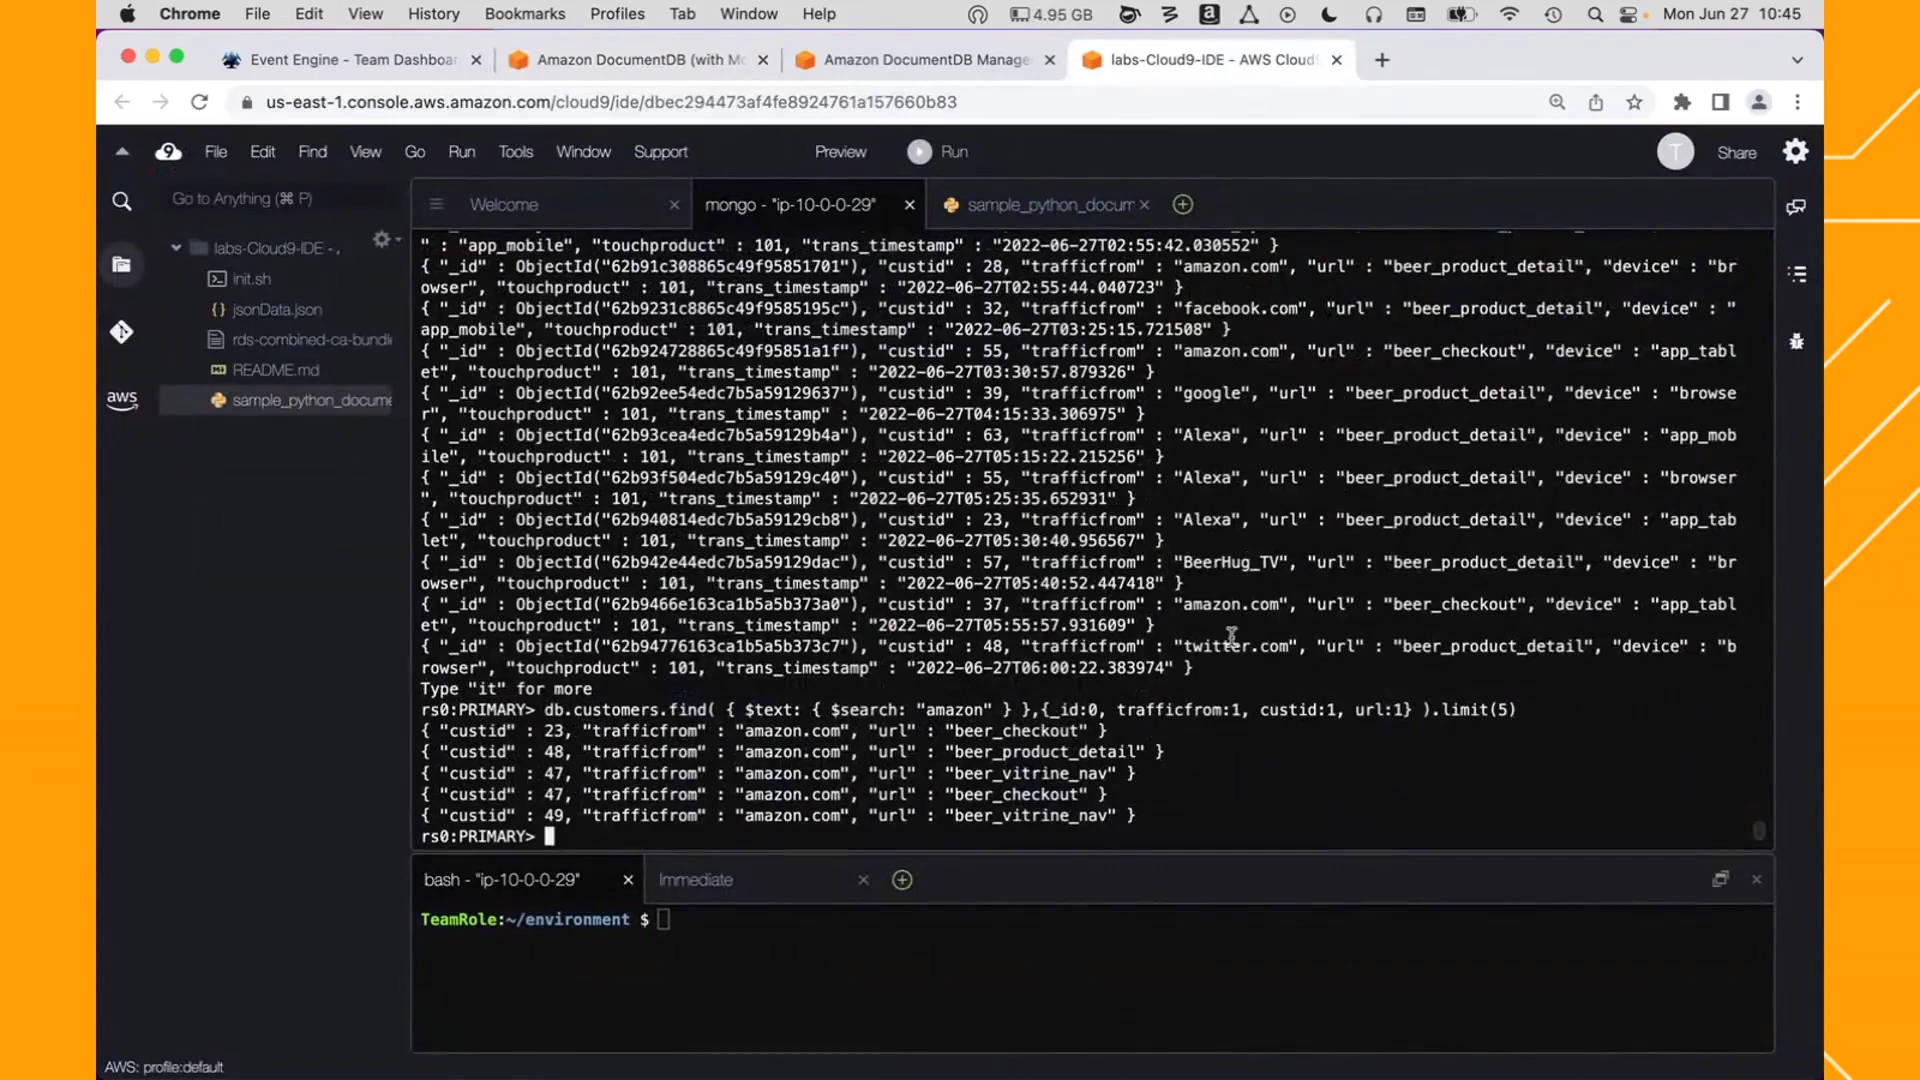 Chrome File Edit View History Bookmarks Profiles Tab Window Help 4.95 GB Mon Jun 27 10:45
Event Engine - Team Dashboar Amazon DocumentDB (with Mo Amazon DocumentDB Manage labs-Cloud9-IDE - AWS Cloud9
us-east-1.console.aws.amazon.com/cloud9/ide/dbec294473af4fe8924761a157660b83
9 File Edit Find View Go Run Tools Window Support Preview Run T Share
Go to Anything (⌘ P)
Welcome mongo - "ip-10-0-0-29" sample_python_docum
labs-Cloud9-IDE - ,
init.sh
jsonData.json
rds-combined-ca-bundle
README.md
sample_python_docume
aws
" : "app_mobile", "touchproduct" : 101, "trans_timestamp" : "2022-06-27T02:55:42.030552" }
{ "_id" : ObjectId("62b91c308865c49f95851701"), "custid" : 28, "trafficfrom" : "amazon.com", "url" : "beer_product_detail", "device" : "br
owser", "touchproduct" : 101, "trans_timestamp" : "2022-06-27T02:55:44.040723" }
{ "_id" : ObjectId("62b9231c8865c49f9585195c"), "custid" : 32, "trafficfrom" : "facebook.com", "url" : "beer_product_detail", "device" : "
app_mobile", "touchproduct" : 101, "trans_timestamp" : "2022-06-27T03:25:15.721508" }
{ "_id" : ObjectId("62b924728865c49f95851a1f"), "custid" : 55, "trafficfrom" : "amazon.com", "url" : "beer_checkout", "device" : "app_tabl
et", "touchproduct" : 101, "trans_timestamp" : "2022-06-27T03:30:57.879326" }
{ "_id" : ObjectId("62b92ee54edc7b5a59129637"), "custid" : 39, "trafficfrom" : "google", "url" : "beer_product_detail", "device" : "browse
r", "touchproduct" : 101, "trans_timestamp" : "2022-06-27T04:15:33.306975" }
{ "_id" : ObjectId("62b93cea4edc7b5a59129b4a"), "custid" : 63, "trafficfrom" : "Alexa", "url" : "beer_product_detail", "device" : "app_mob
ile", "touchproduct" : 101, "trans_timestamp" : "2022-06-27T05:15:22.215256" }
{ "_id" : ObjectId("62b93f504edc7b5a59129c40"), "custid" : 55, "trafficfrom" : "Alexa", "url" : "beer_product_detail", "device" : "browser
", "touchproduct" : 101, "trans_timestamp" : "2022-06-27T05:25:35.652931" }
{ "_id" : ObjectId("62b940814edc7b5a59129cb8"), "custid" : 23, "trafficfrom" : "Alexa", "url" : "beer_product_detail", "device" : "app_tab
let", "touchproduct" : 101, "trans_timestamp" : "2022-06-27T05:30:40.956567" }
{ "_id" : ObjectId("62b942e44edc7b5a59129dac"), "custid" : 57, "trafficfrom" : "BeerHug_TV", "url" : "beer_product_detail", "device" : "br
owser", "touchproduct" : 101, "trans_timestamp" : "2022-06-27T05:40:52.447418" }
{ "_id" : ObjectId("62b9466e163ca1b5a5b373a0"), "custid" : 37, "trafficfrom" : "amazon.com", "url" : "beer_checkout", "device" : "app_tabl
et", "touchproduct" : 101, "trans_timestamp" : "2022-06-27T05:55:57.931609" }
{ "_id" : ObjectId("62b94776163ca1b5a5b373c7"), "custid" : 48, "trafficfrom" : "twitter.com", "url" : "beer_product_detail", "device" : "b
rowser", "touchproduct" : 101, "trans_timestamp" : "2022-06-27T06:00:22.383974" }
Type "it" for more
rs0:PRIMARY> db.customers.find( { $text: { $search: "amazon" } },{_id:0, trafficfrom:1, custid:1, url:1} ).limit(5)
{ "custid" : 23, "trafficfrom" : "amazon.com", "url" : "beer_checkout" }
{ "custid" : 48, "trafficfrom" : "amazon.com", "url" : "beer_product_detail" }
{ "custid" : 47, "trafficfrom" : "amazon.com", "url" : "beer_vitrine_nav" }
{ "custid" : 47, "trafficfrom" : "amazon.com", "url" : "beer_checkout" }
{ "custid" : 49, "trafficfrom" : "amazon.com", "url" : "beer_vitrine_nav" }
rs0:PRIMARY>
bash - "ip-10-0-0-29" Immediate
TeamRole:~/environment $
AWS: profile:default